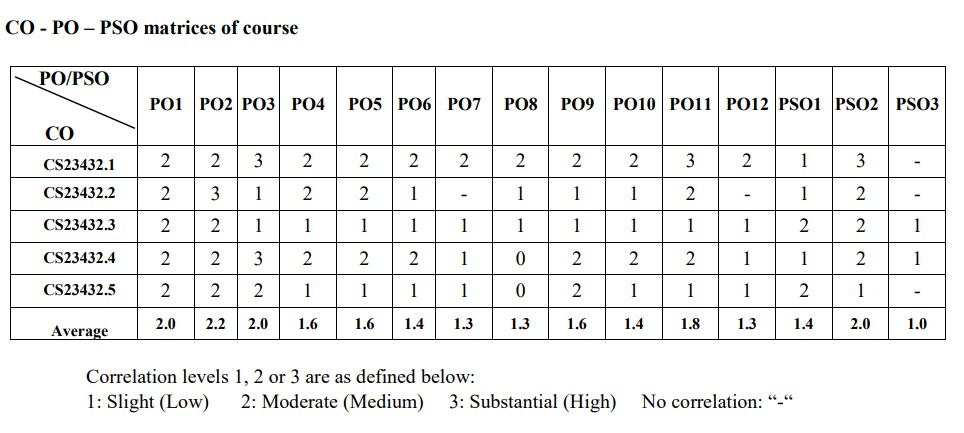 CO - PO – PSO matrices of course
PO/PSO
CO PO1 PO2 PO3 PO4 PO5 PO6 PO7 PO8 PO9 PO10 PO11 PO12 PSO1 PSO2 PSO3
CS23432.1 2 2 3 2 2 2 2 2 2 2 3 2 1 3 -
CS23432.2 2 3 1 2 2 1 - 1 1 1 2 - 1 2 -
CS23432.3 2 2 1 1 1 1 1 1 1 1 1 1 2 2 1
CS23432.4 2 2 3 2 2 2 1 0 2 2 2 1 1 2 1
CS23432.5 2 2 2 1 1 1 1 0 2 1 1 1 2 1 -
Average 2.0 2.2 2.0 1.6 1.6 1.4 1.3 1.3 1.6 1.4 1.8 1.3 1.4 2.0 1.0
Correlation levels 1, 2 or 3 are as defined below:
1: Slight (Low) 2: Moderate (Medium) 3: Substantial (High) No correlation: “-“